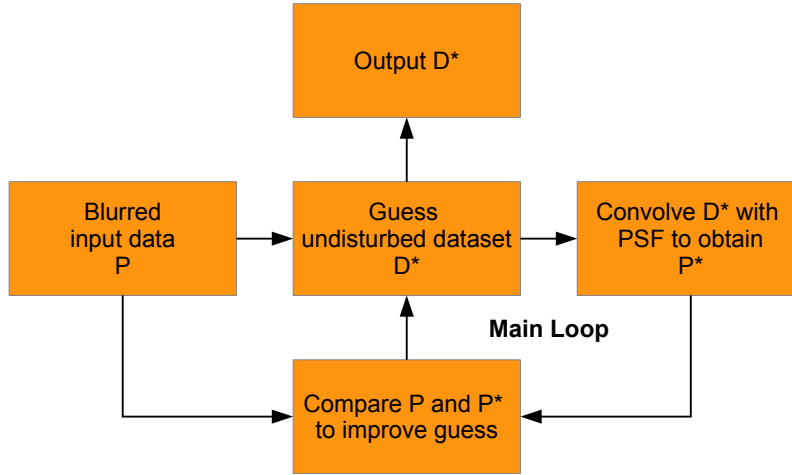 Output D*
Blurred
input data
P
Guess
undisturbed dataset
D*
Convolve D* with
PSF to obtain
P*
Main Loop
Compare P and P*
to improve guess